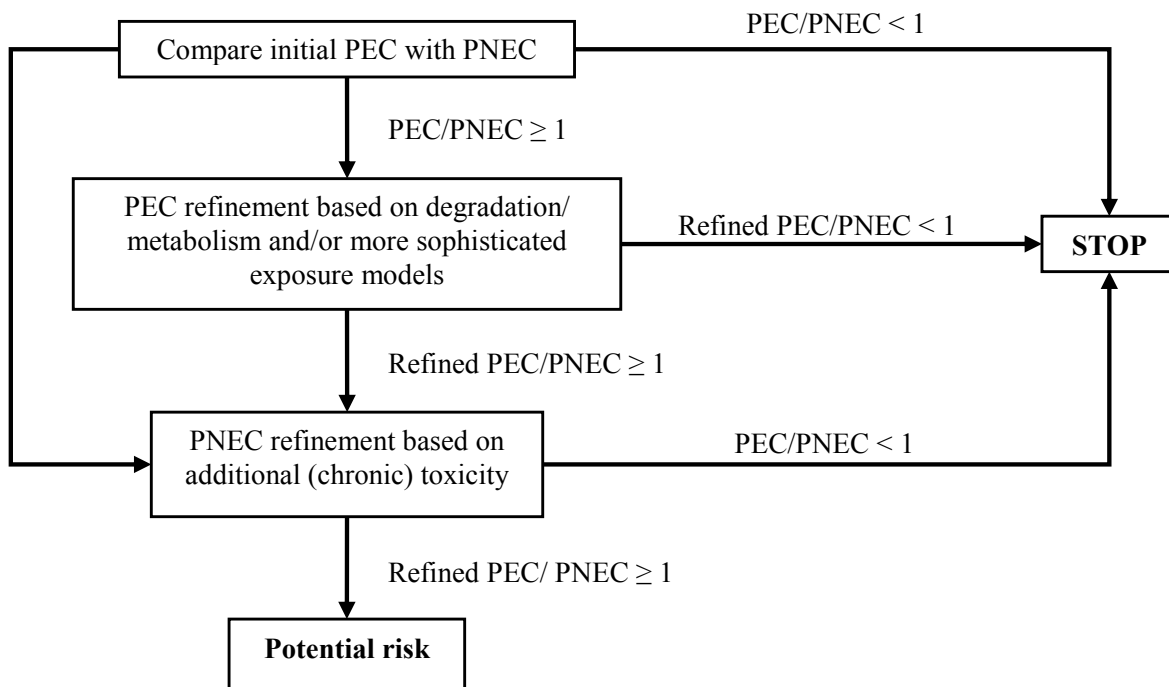 PEC/PNEC < 1
Compare initial PEC with PNEC
PEC/PNEC ≥ 1
PEC refinement based on degradation/
metabolism and/or more sophisticated
exposure models
Refined PEC/PNEC < 1
STOP
Refined PEC/PNEC ≥ 1
PNEC refinement based on
additional (chronic) toxicity
PEC/PNEC < 1
Refined PEC/ PNEC ≥ 1
Potential risk